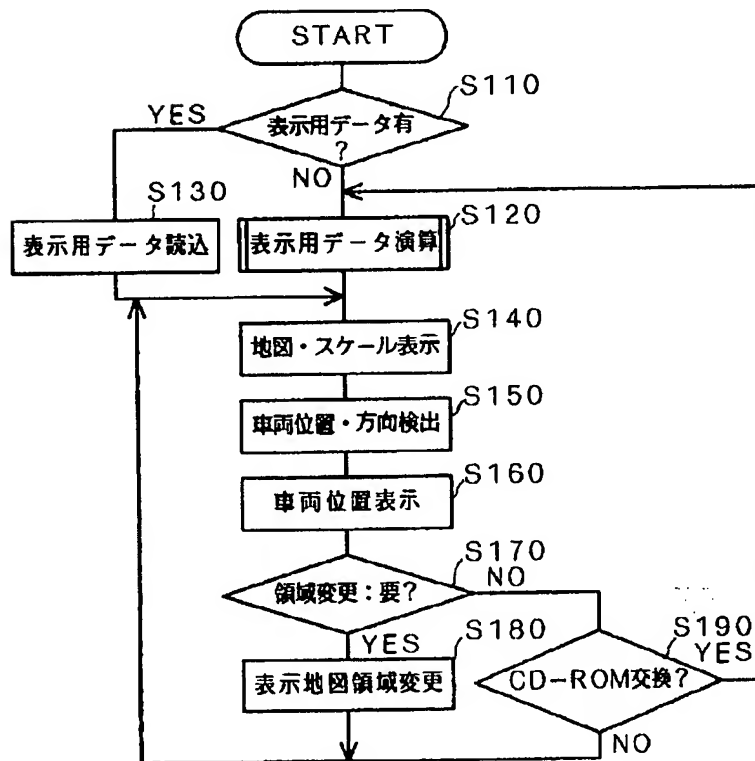 START
S110
YES
表示用データ有
?
NO
S130
S120
表示用データ読込
表示用データ演算
S140
地図・スケール表示
S150
車両位置・方向検出
S160
車両位置表示
S170
領域変更:要?
NO
YES
S180
S190
YES
表示地図領域変更
CD-ROM交換?
NO